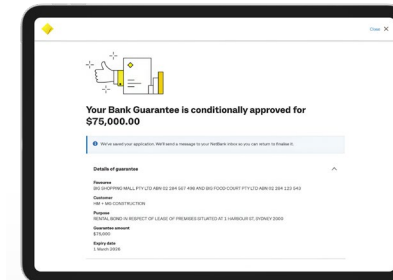 Close ✕
Your Bank Guarantee is conditionally approved for
$75,000.00
We've saved your application. We'll send a message to your NetBank inbox so you can return to finalise it.
Details of guarantee
Favourees
BIG SHOPPING MALL PTY LTD ABN 02 284 567 498 AND BIG FOOD COURT PTY LTD ABN 02 284 123 543
Customer
HM + MS CONSTRUCTION
Purpose
RENTAL BOND IN RESPECT OF LEASE OF PREMISES SITUATED AT 1 HARBOUR ST, SYDNEY 2000
Guarantee amount
$75,000
Expiry date
1 March 2026